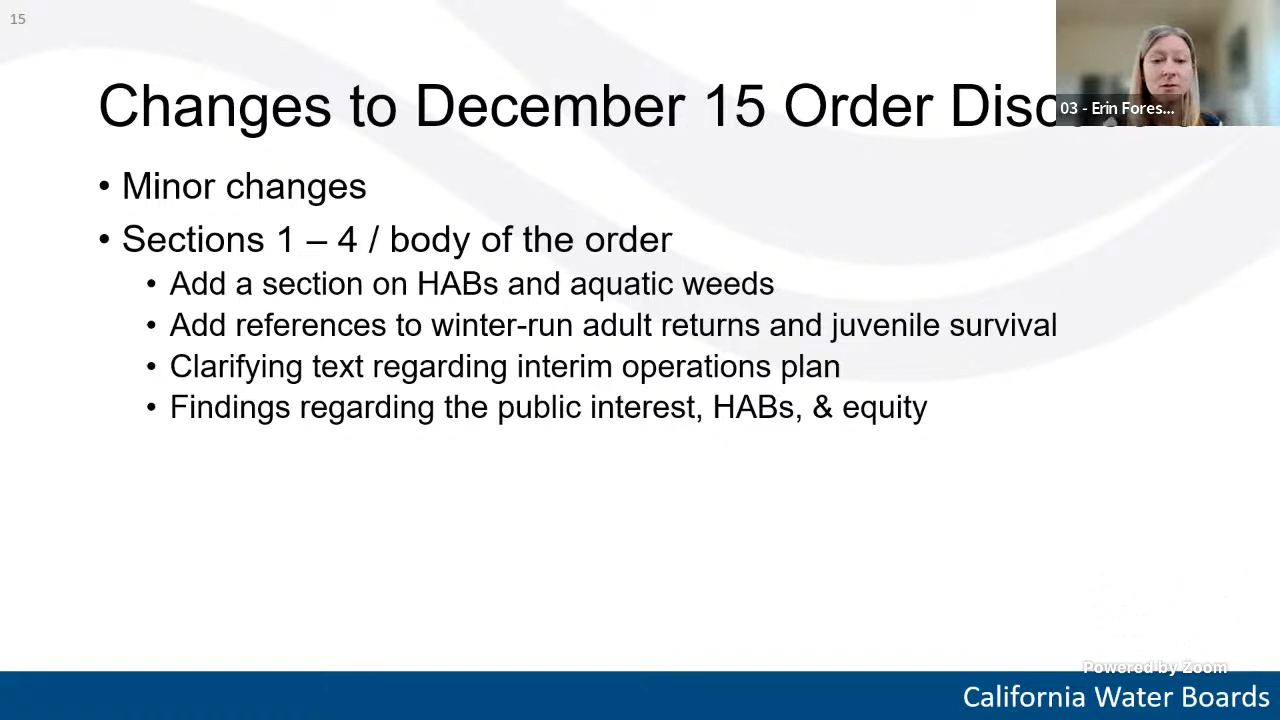 15
Changes to December 15 Order
03 - Erin Fores...
• Minor changes
• Sections 1 – 4 / body of the order
• Add a section on HABs and aquatic weeds
• Add references to winter-run adult returns and juvenile survival
• Clarifying text regarding interim operations plan
• Findings regarding the public interest, HABs, & equity
Powered by Zoom
California Water Boards